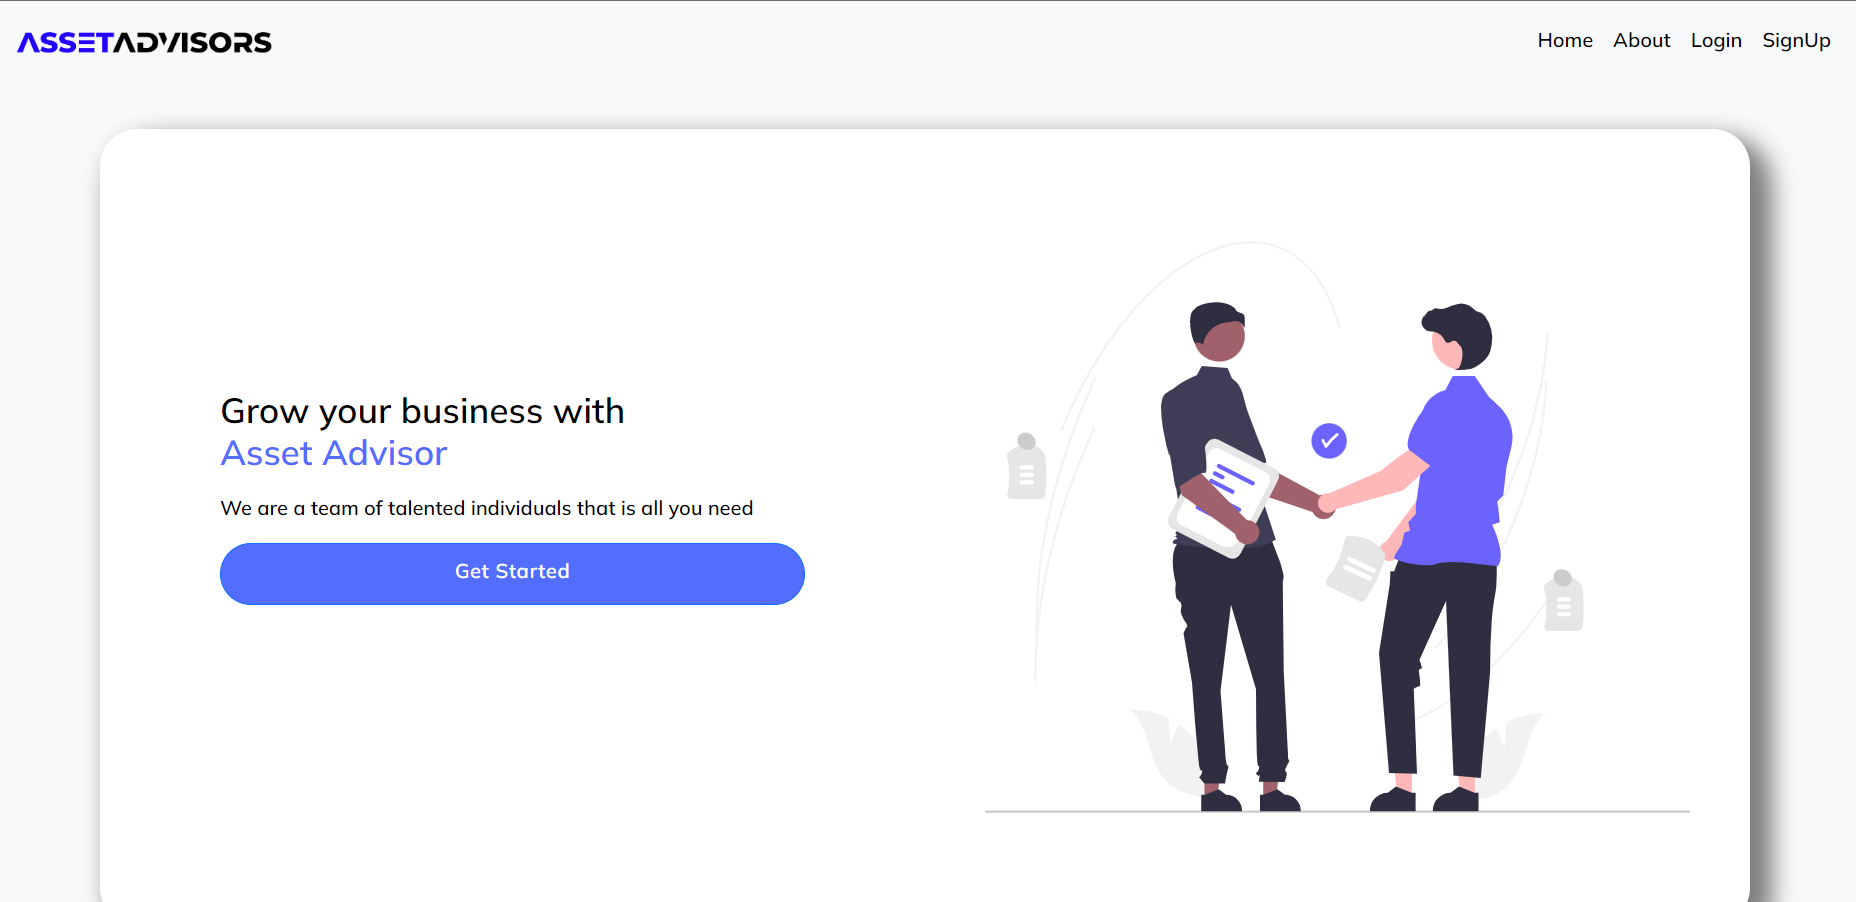 ASSETADVISORS
Home About Login SignUp
Grow your business with
Asset Advisor
We are a team of talented individuals that is all you need
Get Started